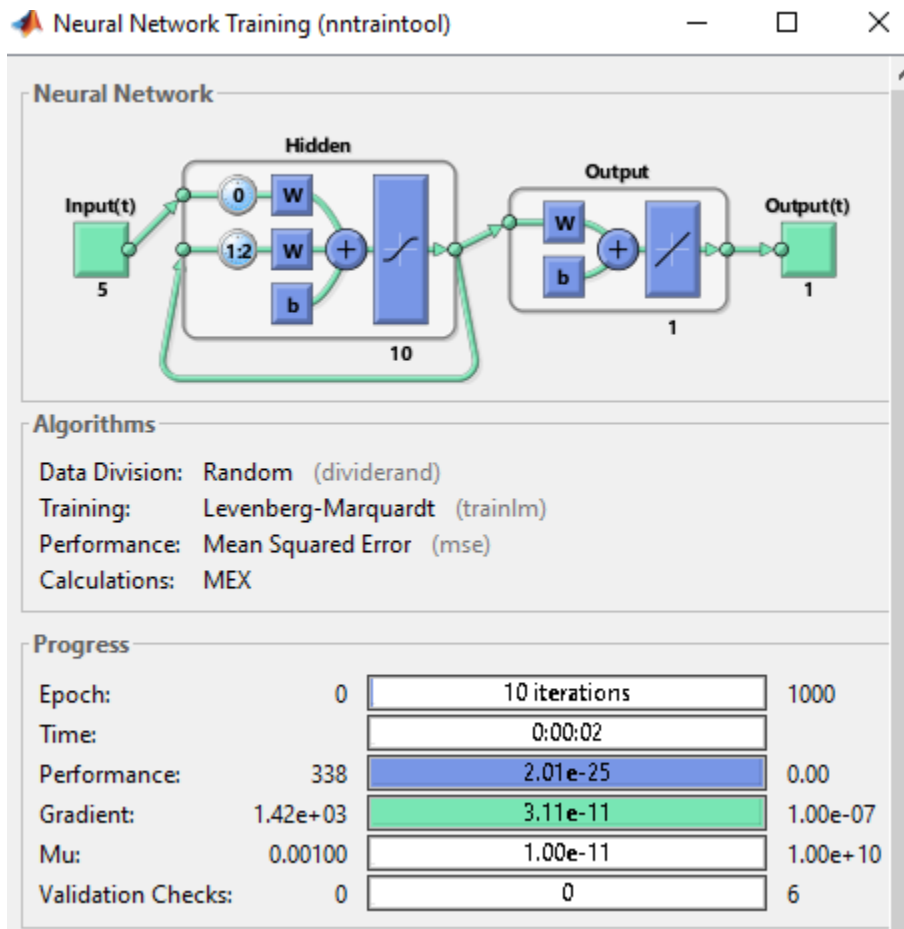 Neural Network Training (nntraintool)
Neural Network
Hidden
Output
Input(t)
Output(t)
0
W
1:2
W
b
+
W
b
+
5
10
1
1
Algorithms
Data Division: Random (dividerand)
Training: Levenberg-Marquardt (trainlm)
Performance: Mean Squared Error (mse)
Calculations: MEX
Progress
Epoch: 0 10 iterations 1000
Time: 0:00:02
Performance: 338 2.01e-25 0.00
Gradient: 1.42e+03 3.11e-11 1.00e-07
Mu: 0.00100 1.00e-11 1.00e+10
Validation Checks: 0 0 6